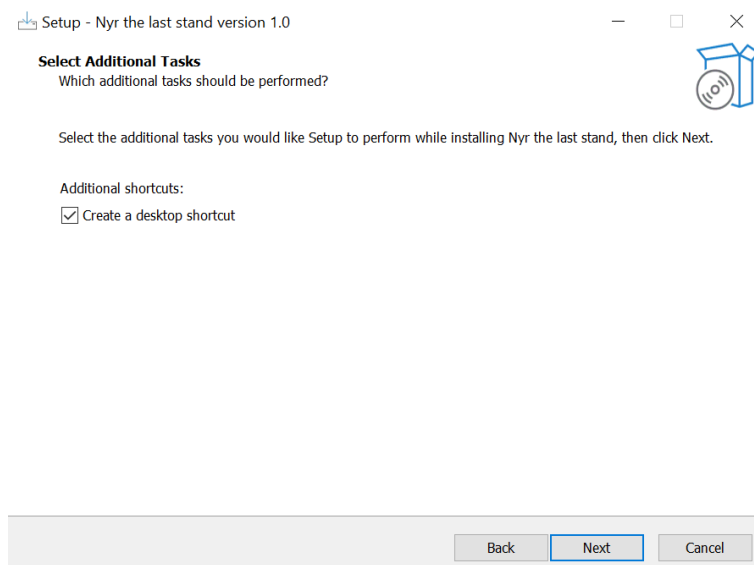 Setup - Nyr the last stand version 1.0
Select Additional Tasks
Which additional tasks should be performed?
Select the additional tasks you would like Setup to perform while installing Nyr the last stand, then click Next.
Additional shortcuts:
Create a desktop shortcut
Back
Next
Cancel